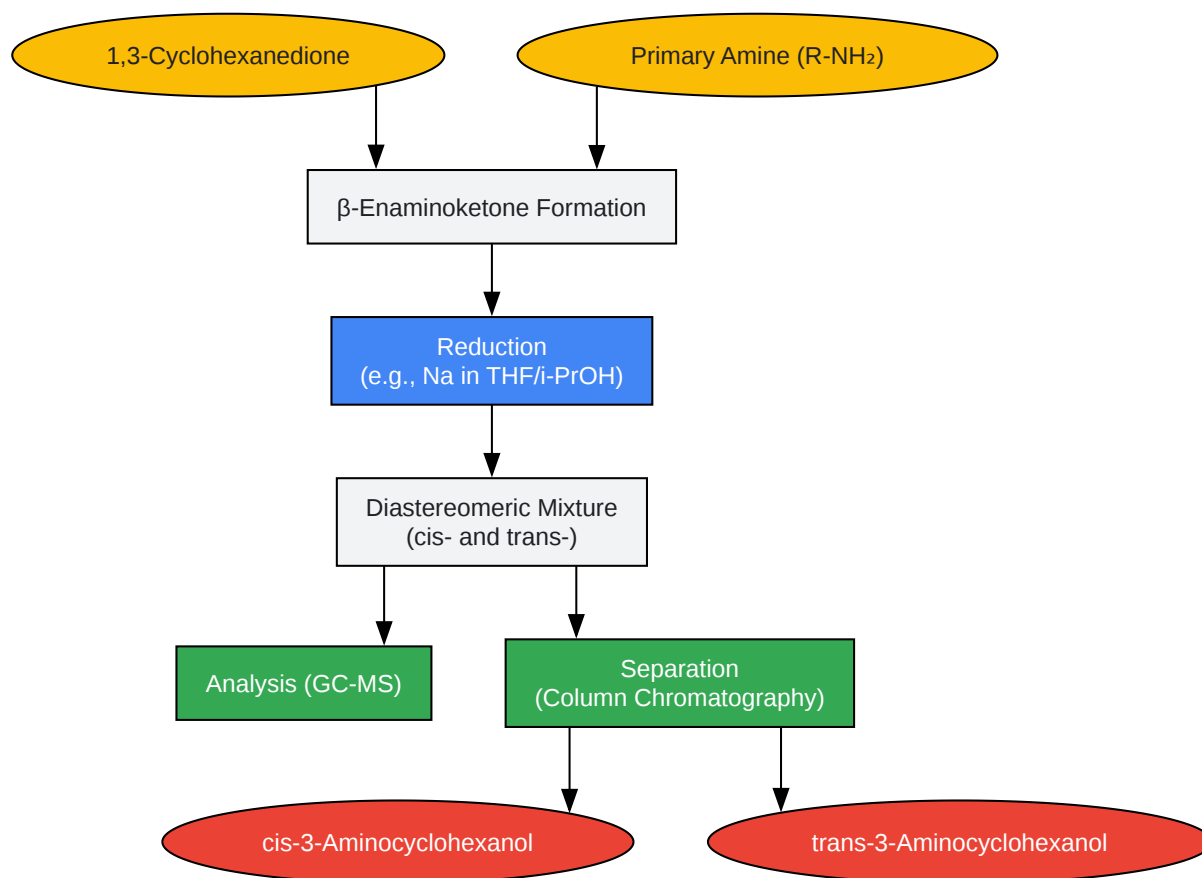 1,3-Cyclohexanedione
Primary Amine (R-NH₂)
β-Enaminoketone Formation
Reduction
(e.g., Na in THF/i-PrOH)
Diastereomeric Mixture
(cis- and trans-)
Analysis (GC-MS)
Separation
(Column Chromatography)
cis-3-Aminocyclohexanol
trans-3-Aminocyclohexanol